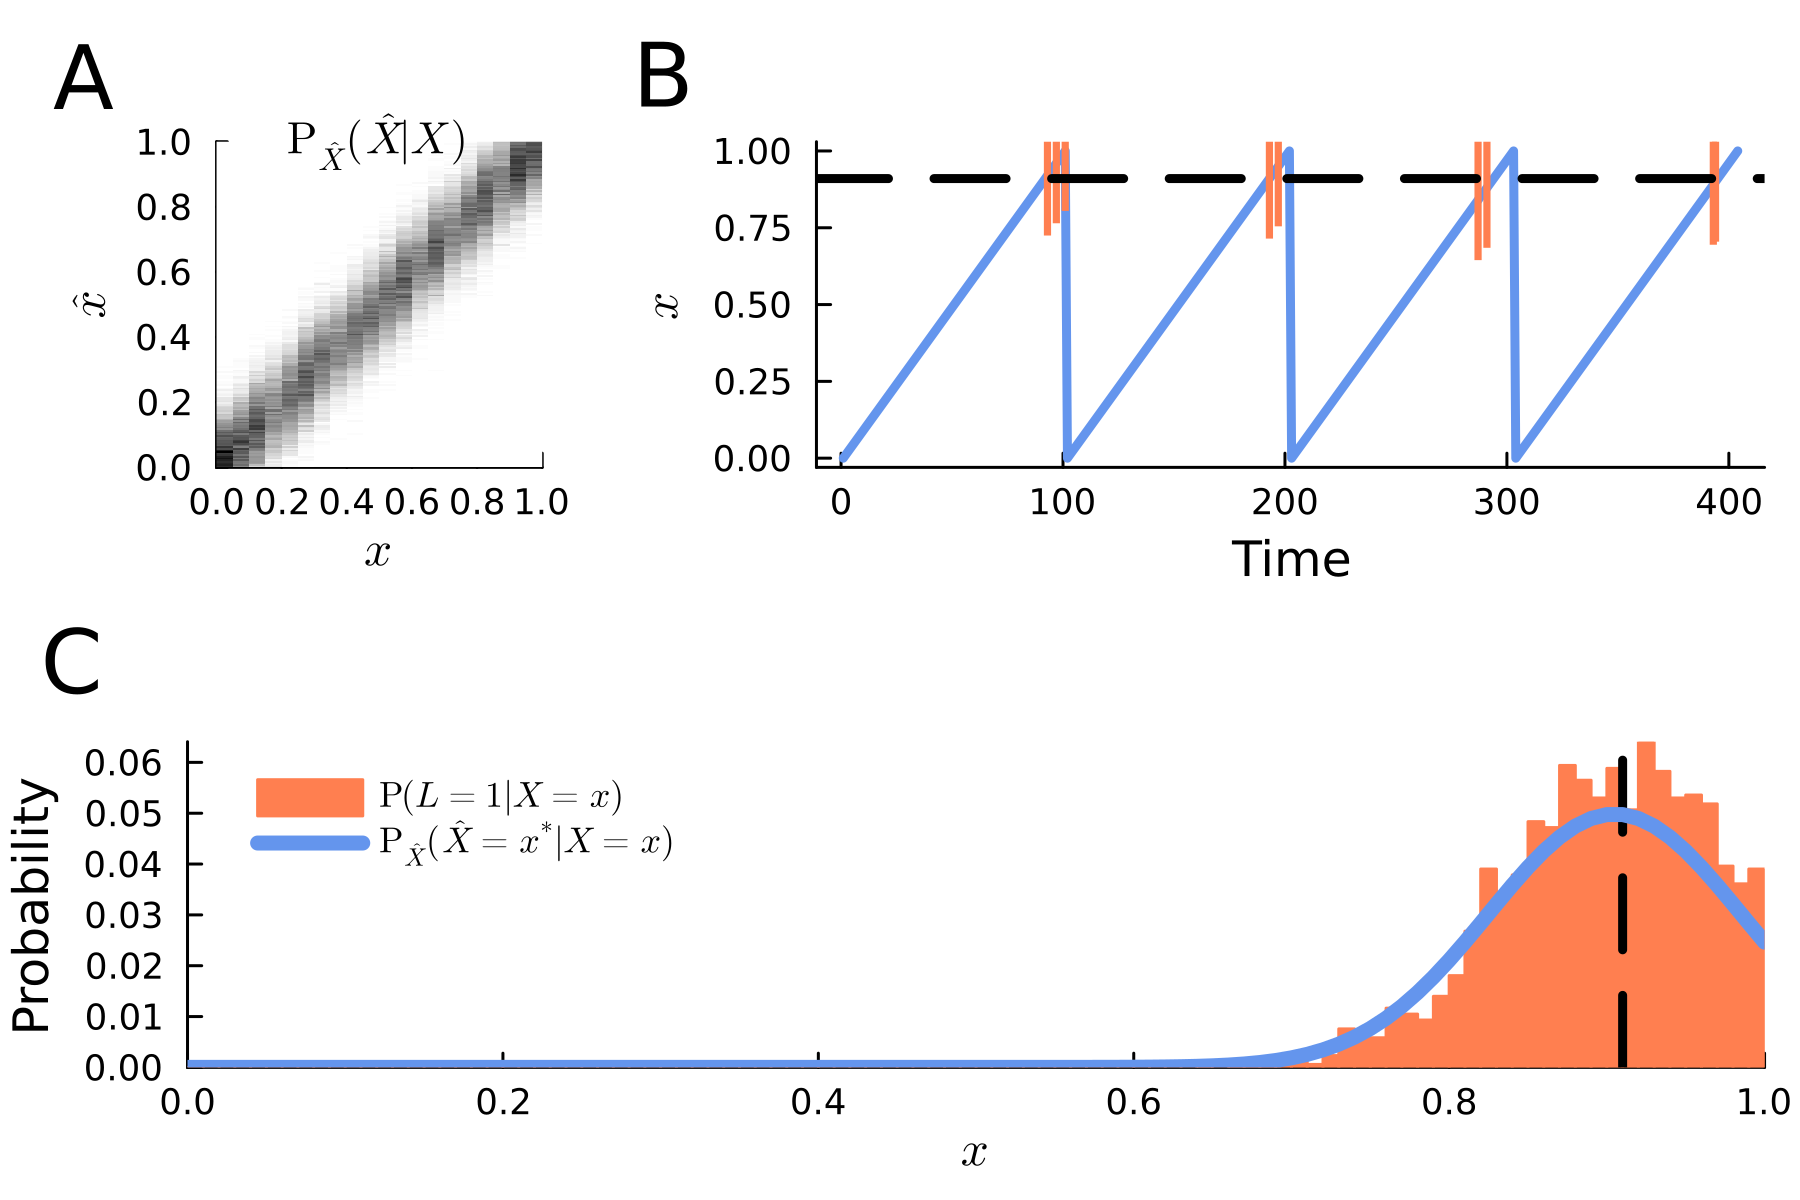 A
P_X̂(X̂|X)
1.0
0.8
0.6
0.4
0.2
0.0
x̂
0.0 0.2 0.4 0.6 0.8 1.0
x
B
1.00
0.75
0.50
0.25
0.00
x
0 100 200 300 400
Time
C
0.06
0.05
0.04
0.03
0.02
0.01
0.00
Probability
P(L = 1|X = x)
P_X̂(X̂ = x*|X = x)
0.0 0.2 0.4 0.6 0.8 1.0
x